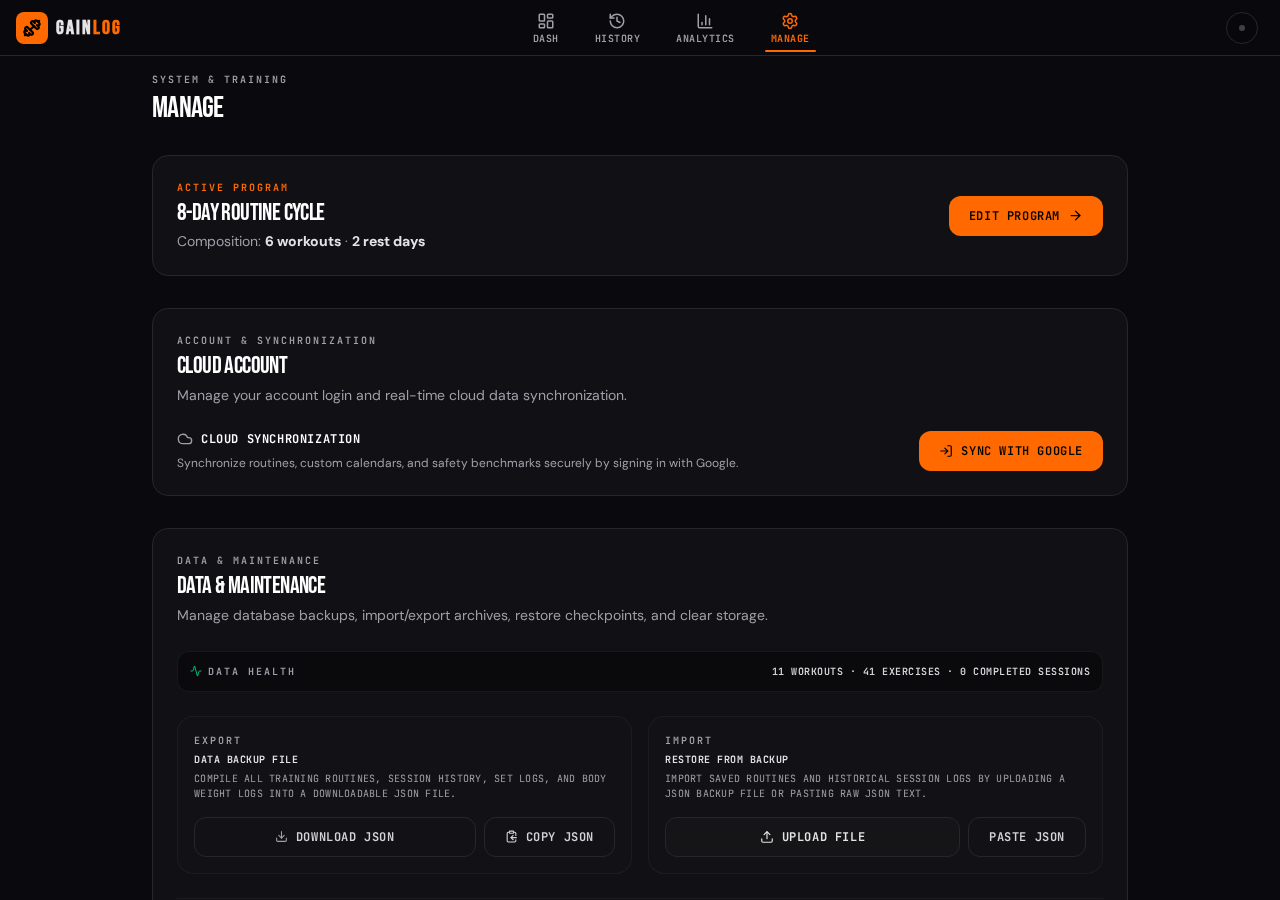 GAINLOG
DASH
HISTORY
ANALYTICS
MANAGE
SYSTEM & TRAINING
MANAGE
ACTIVE PROGRAM
8-DAY ROUTINE CYCLE
Composition: 6 workouts · 2 rest days
EDIT PROGRAM
ACCOUNT & SYNCHRONIZATION
CLOUD ACCOUNT
Manage your account login and real-time cloud data synchronization.
CLOUD SYNCHRONIZATION
Synchronize routines, custom calendars, and safety benchmarks securely by signing in with Google.
SYNC WITH GOOGLE
DATA & MAINTENANCE
DATA & MAINTENANCE
Manage database backups, import/export archives, restore checkpoints, and clear storage.
DATA HEALTH
11 WORKOUTS · 41 EXERCISES · 0 COMPLETED SESSIONS
EXPORT
DATA BACKUP FILE
COMPILE ALL TRAINING ROUTINES, SESSION HISTORY, SET LOGS, AND BODY
WEIGHT LOGS INTO A DOWNLOADABLE JSON FILE.
DOWNLOAD JSON
COPY JSON
IMPORT
RESTORE FROM BACKUP
IMPORT SAVED ROUTINES AND HISTORICAL SESSION LOGS BY UPLOADING A
JSON BACKUP FILE OR PASTING RAW JSON TEXT.
UPLOAD FILE
PASTE JSON